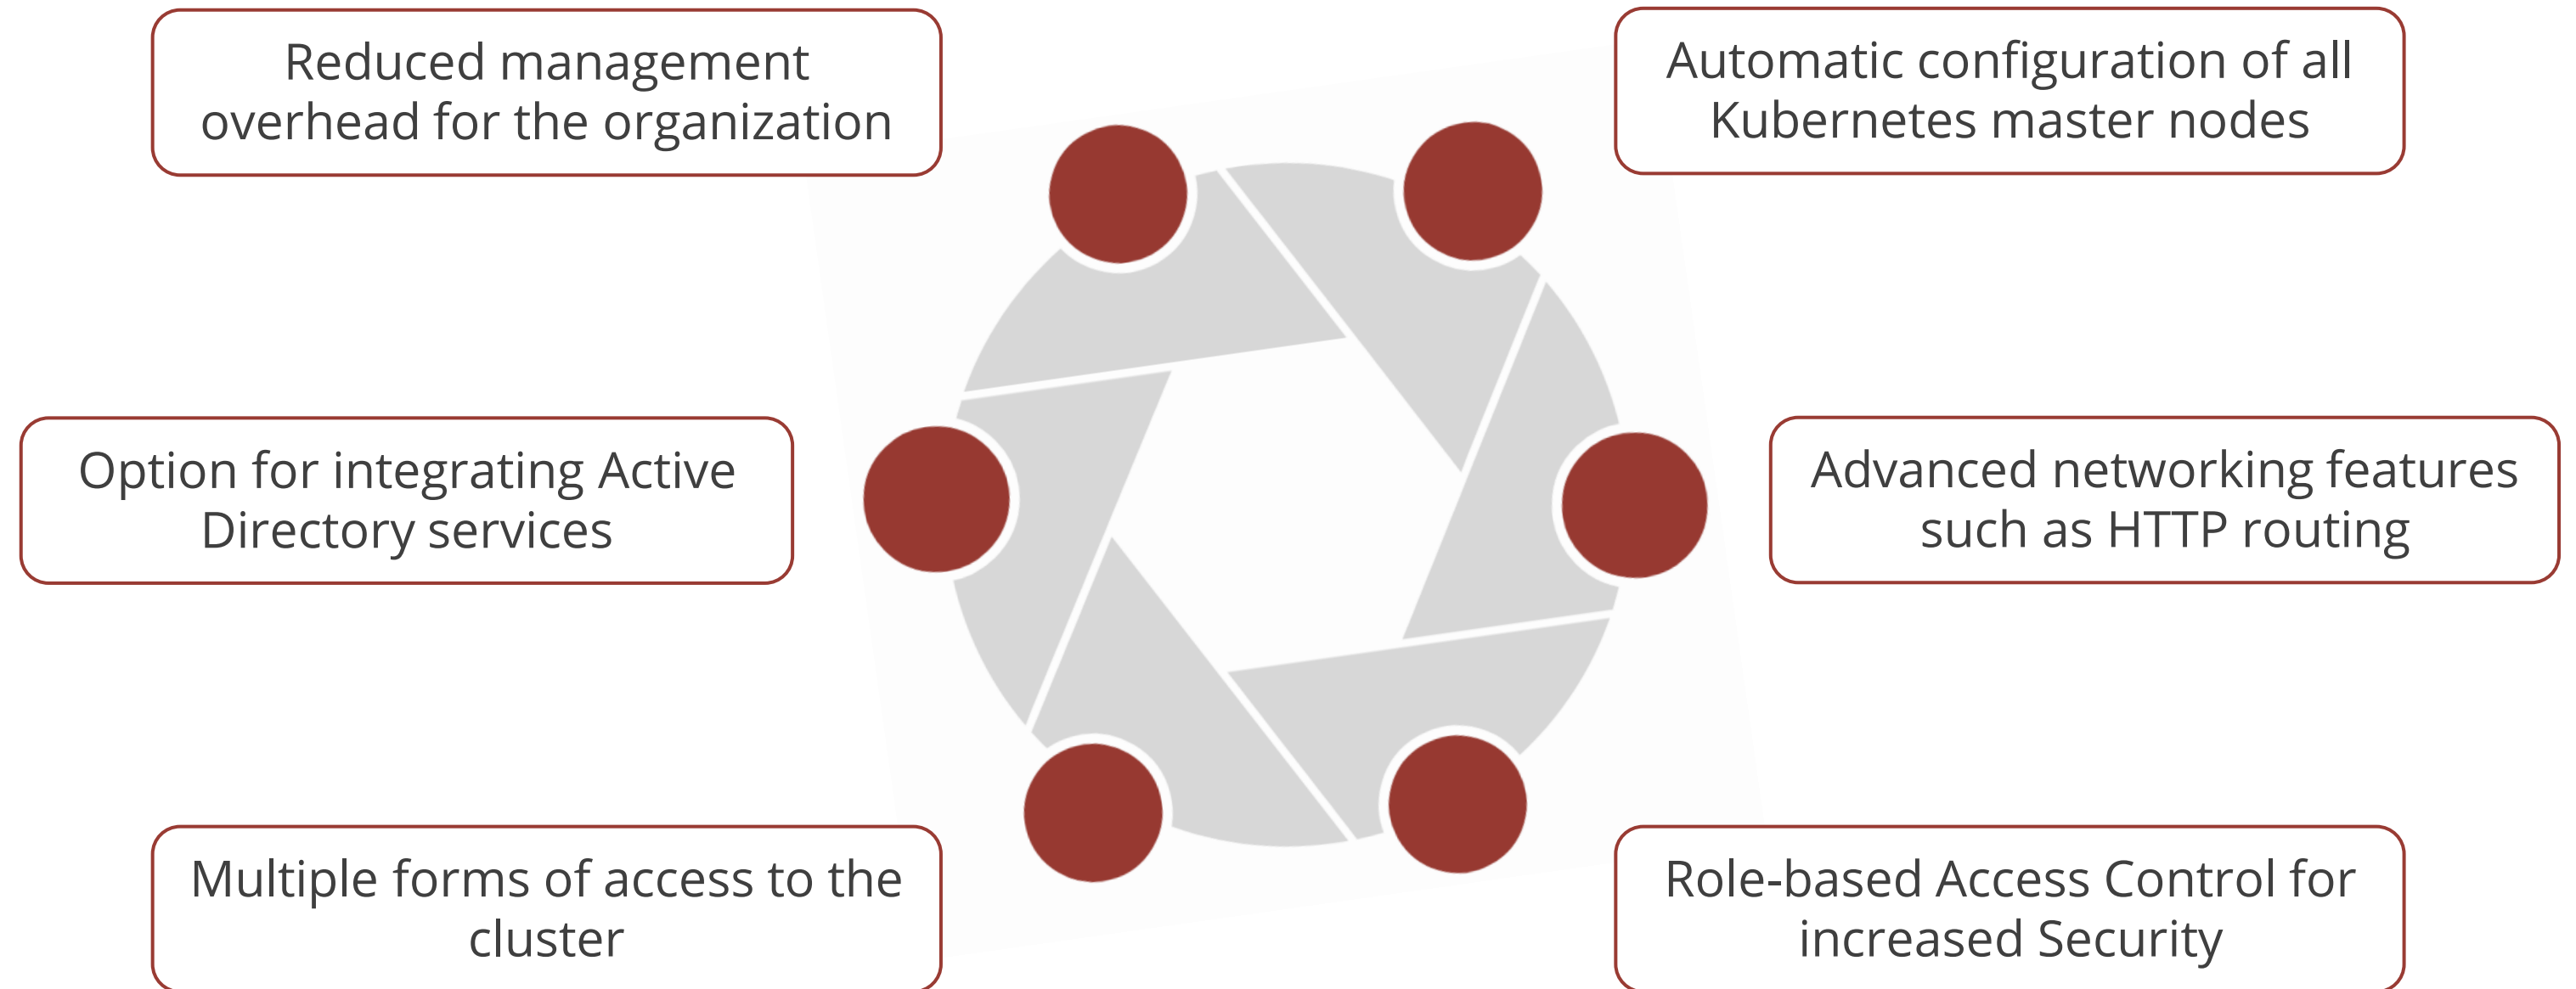 Reduced management
overhead for the organization
Automatic configuration of all
Kubernetes master nodes
Option for integrating Active
Directory services
Advanced networking features
such as HTTP routing
Multiple forms of access to the
cluster
Role-based Access Control for
increased Security